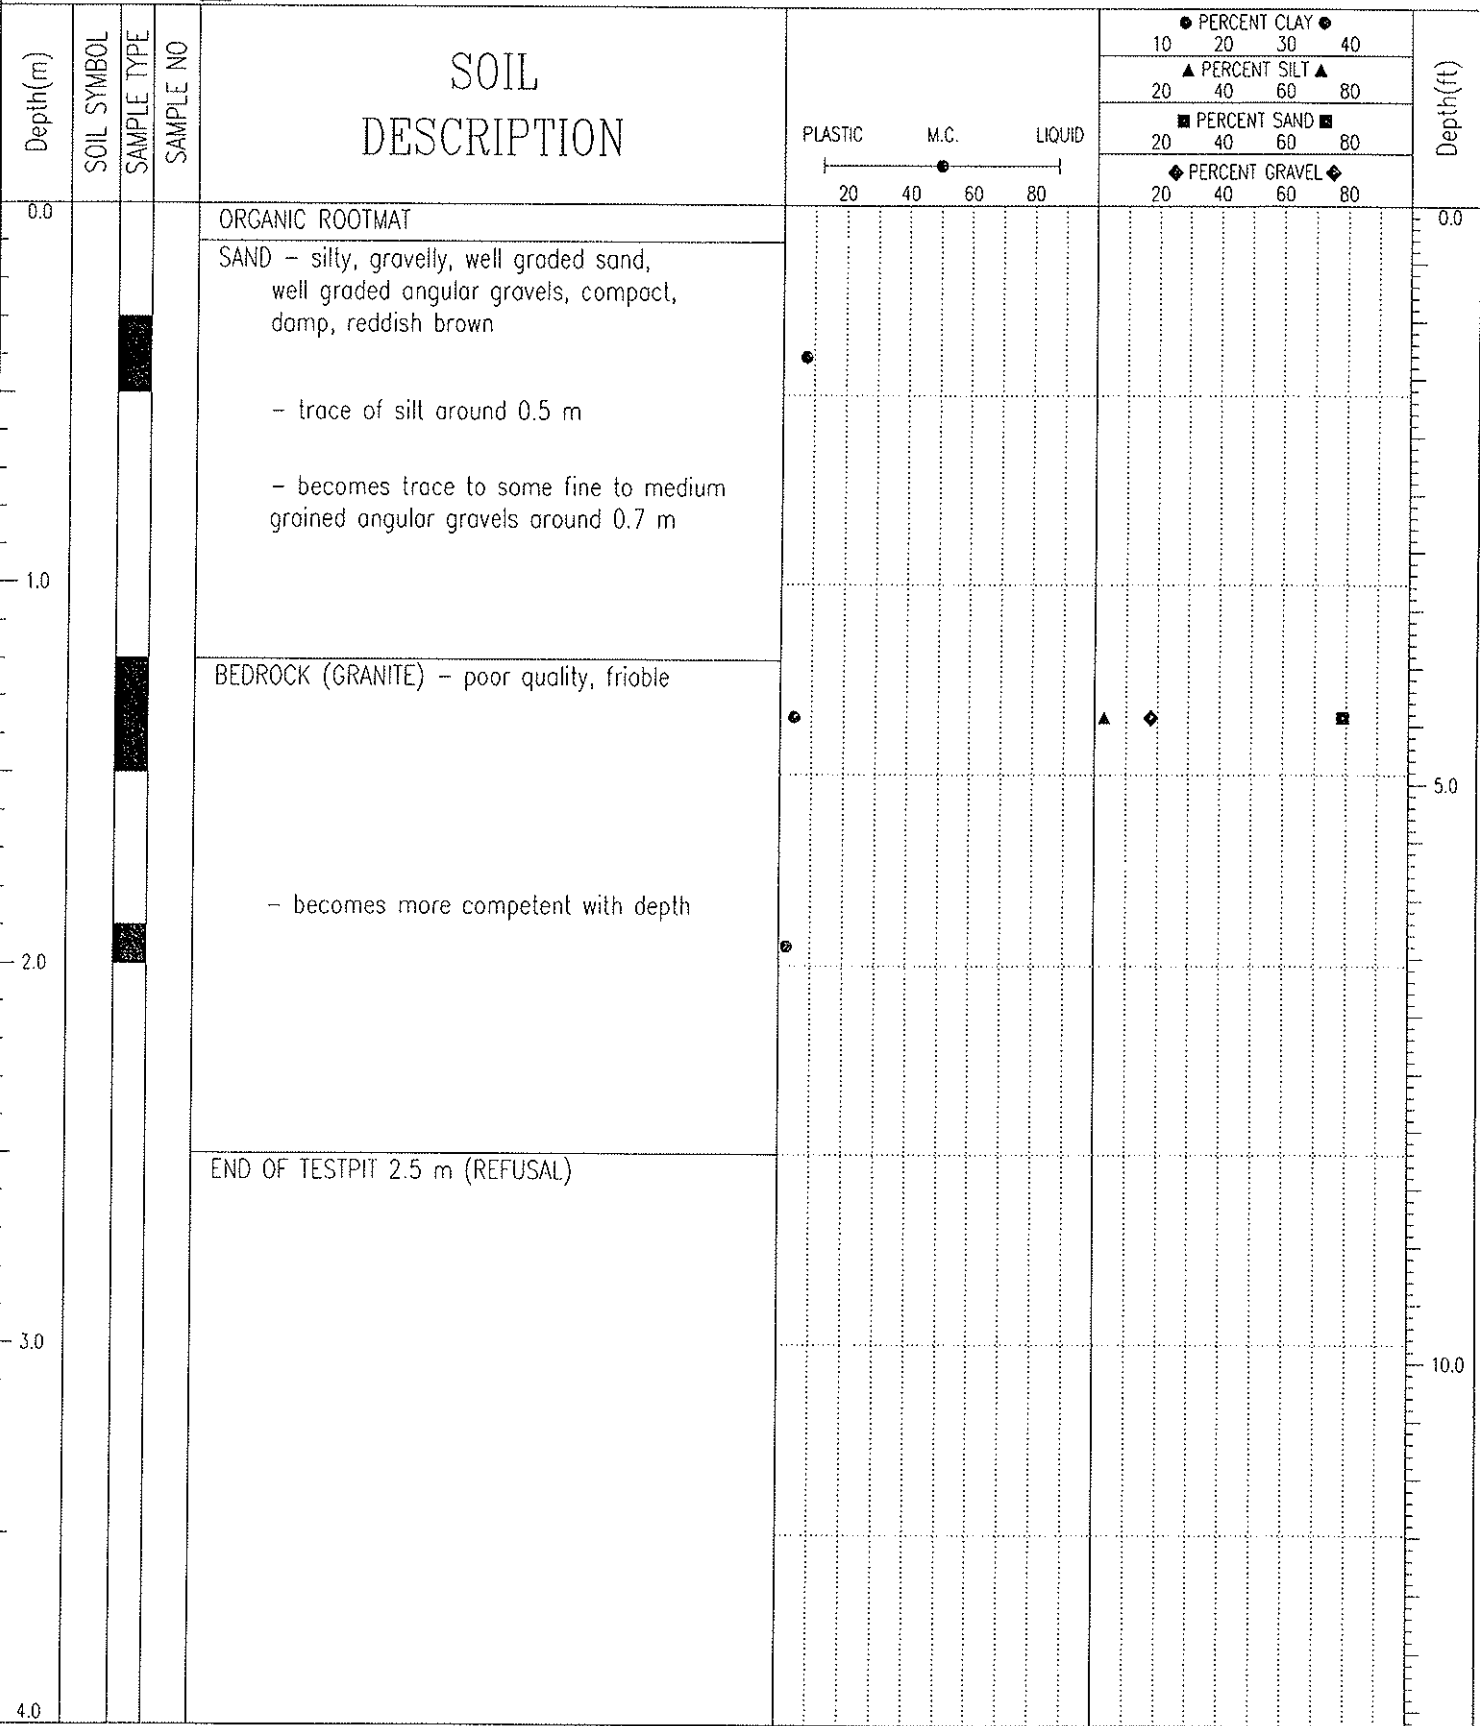 Depth(m)
SOIL SYMBOL
SAMPLE TYPE
SAMPLE NO
SOIL
DESCRIPTION
PLASTIC M.C. LIQUID
20 40 60 80
● PERCENT CLAY ●
10 20 30 40
▲ PERCENT SILT ▲
20 40 60 80
■ PERCENT SAND ■
20 40 60 80
◆ PERCENT GRAVEL ◆
20 40 60 80
Depth(ft)
0.0
ORGANIC ROOTMAT
0.0
SAND – silty, gravelly, well graded sand,
well graded angular gravels, compact,
damp, reddish brown
– trace of silt around 0.5 m
– becomes trace to some fine to medium
grained angular gravels around 0.7 m
1.0
BEDROCK (GRANITE) – poor quality, friable
5.0
– becomes more competent with depth
2.0
END OF TESTPIT 2.5 m (REFUSAL)
3.0
10.0
4.0